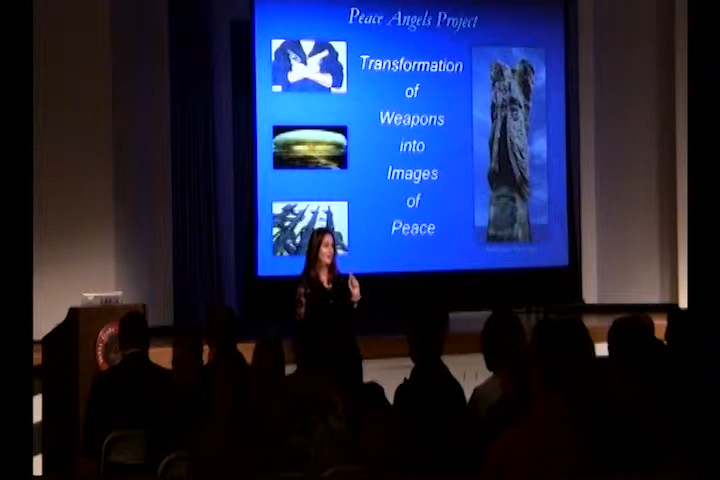 Peace Angels Project
Transformation
of
Weapons
into
Images
of
Peace